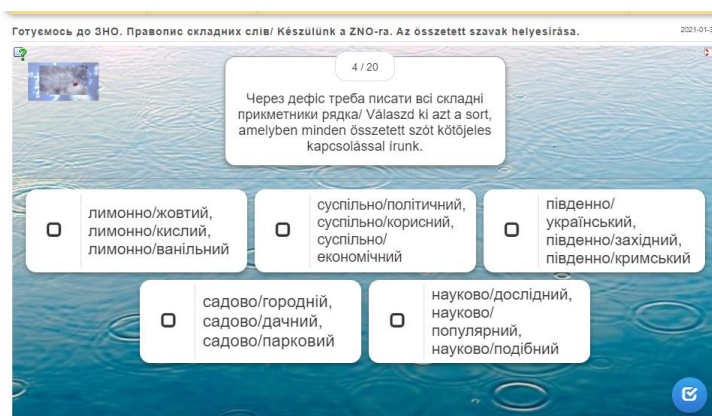 Готуємось до ЗНО. Правопис складних слів/ Készülünk a ZNO-ra. Az összetett szavak helyesírása.
4 / 20
Через дефіс треба писати всі складні
прикметники рядка/ Válaszd ki azt a sort,
amelyben minden összetett szót kötőjeles
kapcsolással írunk.
лимонно/жовтий,
лимонно/кислий,
лимонно/ванільний
суспільно/політичний,
суспільно/корисний,
суспільно/
економічний
південно/
український,
південно/західний,
південно/кримський
садово/городній,
садово/дачний,
садово/парковий
науково/дослідний,
науково/
популярний,
науково/подібний